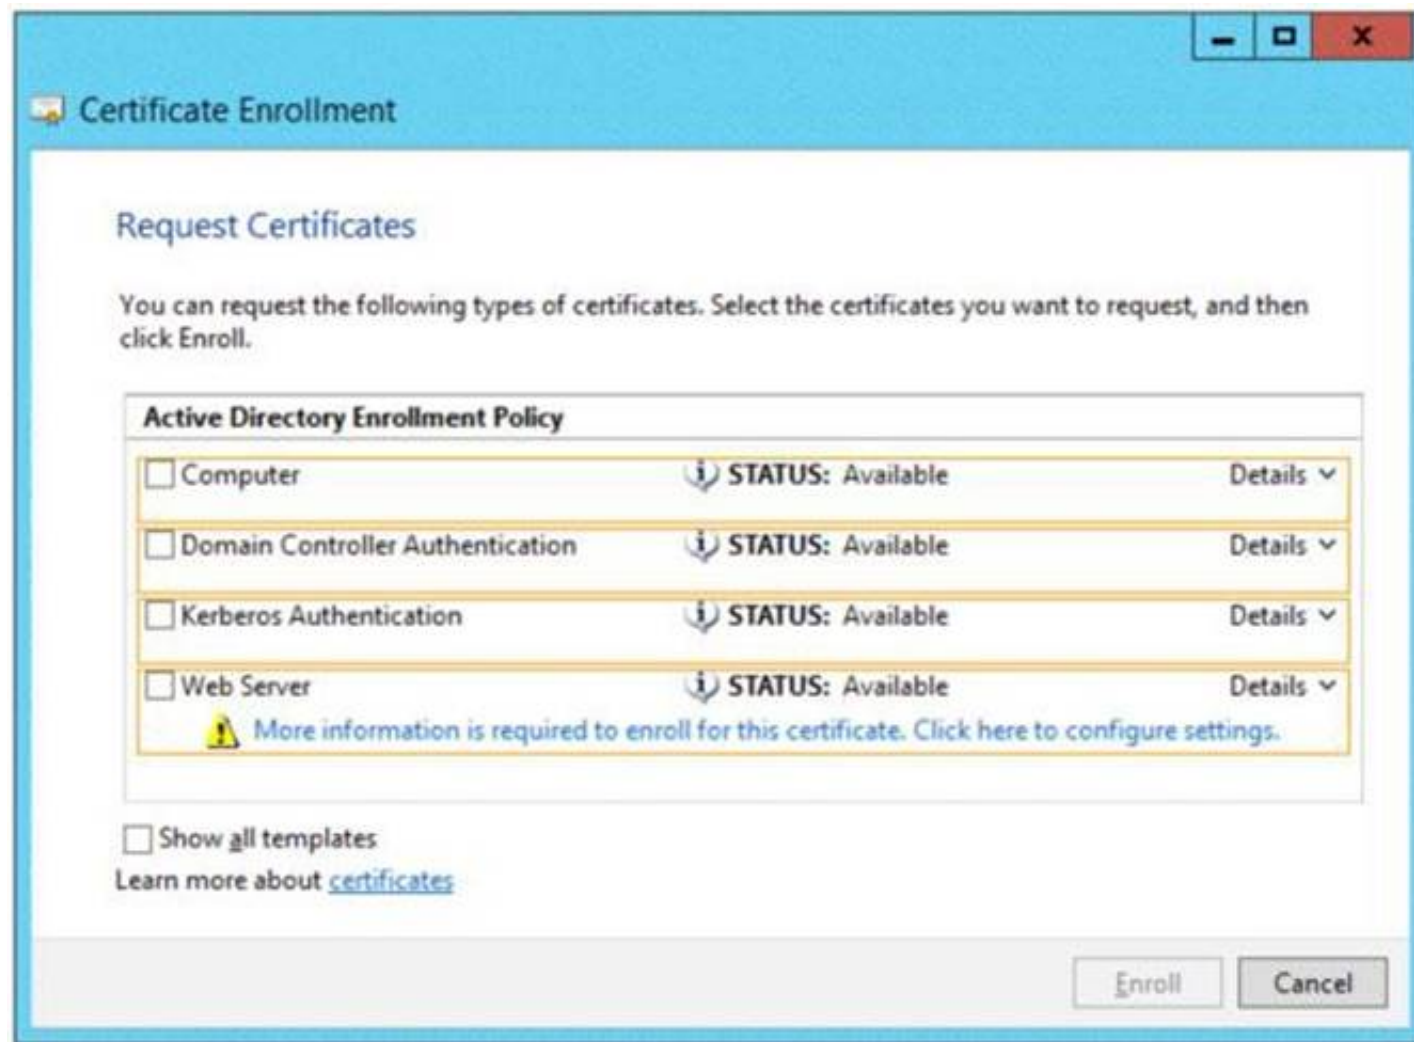 Certificate Enrollment
Request Certificates
You can request the following types of certificates. Select the certificates you want to request, and then
click Enroll.
Active Directory Enrollment Policy
Computer STATUS: Available Details
Domain Controller Authentication STATUS: Available Details
Kerberos Authentication STATUS: Available Details
Web Server STATUS: Available Details
More information is required to enroll for this certificate. Click here to configure settings.
Show all templates
Learn more about certificates
Enroll Cancel